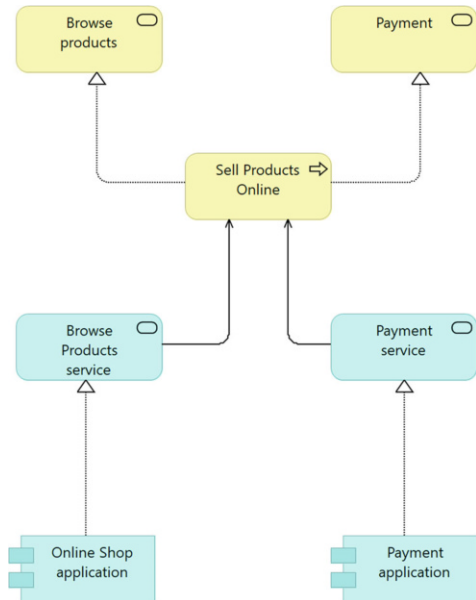 Browse
products
Payment
Sell Products
Online
Browse
Products
service
Payment
service
Online Shop
application
Payment
application